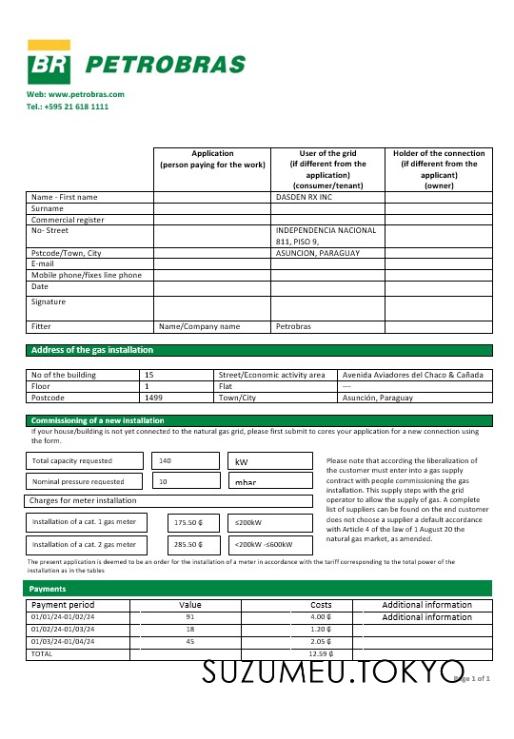 BR PETROBRAS
Web: www.petrobras.com
Tel.: +595 21 618 1111
Application
(person paying for the work)
User of the grid
(if different from the
application)
(consumer/tenant)
Holder of the connection
(if different from the
applicant)
(owner)
Name - First name
DASDEN RX INC
Surname
Commercial register
No- Street
INDEPENDENCIA NACIONAL
811, PISO 9,
Pstcode/Town, City
ASUNCION, PARAGUAY
E-mail
Mobile phone/fixes line phone
Date
Signature
Fitter
Name/Company name
Petrobras
Address of the gas installation
No of the building 15 Street/Economic activity area Avenida Aviadores del Chaco & Cañada
Floor 1 Flat ---
Postcode 1499 Town/City Asunción, Paraguay
Commissioning of a new installation
If your house/building is not yet connected to the natural gas grid, please first submit to cores your application for a new connection using
the form.
Total capacity requested 140 kW
Nominal pressure requested 10 mbar
Charges for meter installation
Installation of a cat. 1 gas meter 175.50 ₲ ≤200kW
Installation of a cat. 2 gas meter 285.50 ₲ <200kW -≤600kW
Please note that according the liberalization of
the customer must enter into a gas supply
contract with people commissioning the gas
installation. This supply steps with the grid
operator to allow the supply of gas. A complete
list of suppliers can be found on the end customer
does not choose a supplier a default accordance
with Article 4 of the law of 1 August 20 the
natural gas market, as amended.
The present application is deemed to be an order for the installation of a meter in accordance with the tariff corresponding to the total power of the
installation as in the tables
Payments
Payment period Value Costs Additional information
01/01/24-01/02/24 91 4.00 ₲ Additional information
01/02/24-01/03/24 18 1.20 ₲
01/03/24-01/04/24 45 2.05 ₲
TOTAL 12.59 ₲
SUZUMEU.TOKYO
Page 1 of 1